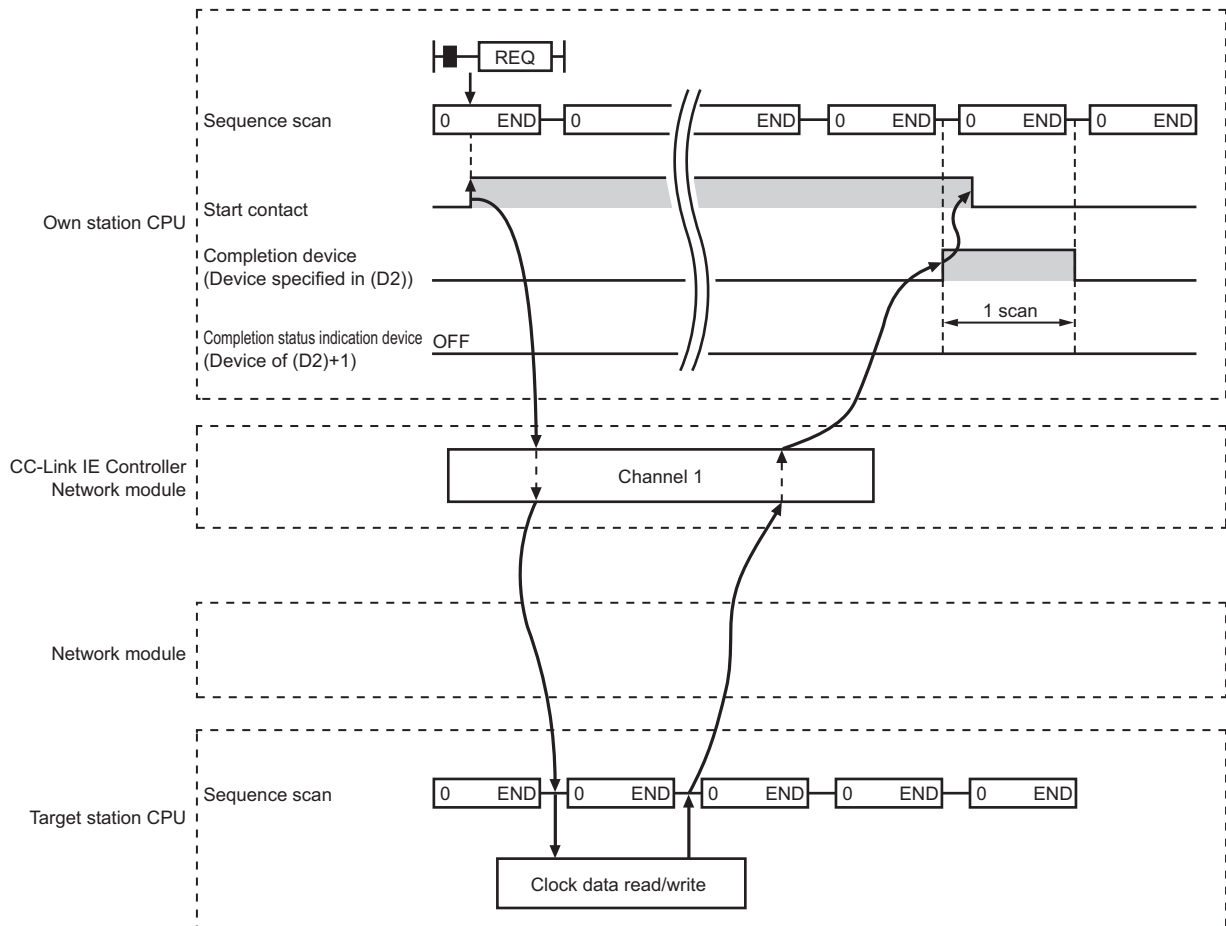 REQ
Sequence scan
0 END 0 END 0 END 0 END 0 END
Own station CPU
Start contact
Completion device
(Device specified in (D2))
1 scan
Completion status indication device
OFF
(Device of (D2)+1)
CC-Link IE Controller
Network module
Channel 1
Network module
Sequence scan
0 END 0 END 0 END 0 END 0 END
Target station CPU
Clock data read/write